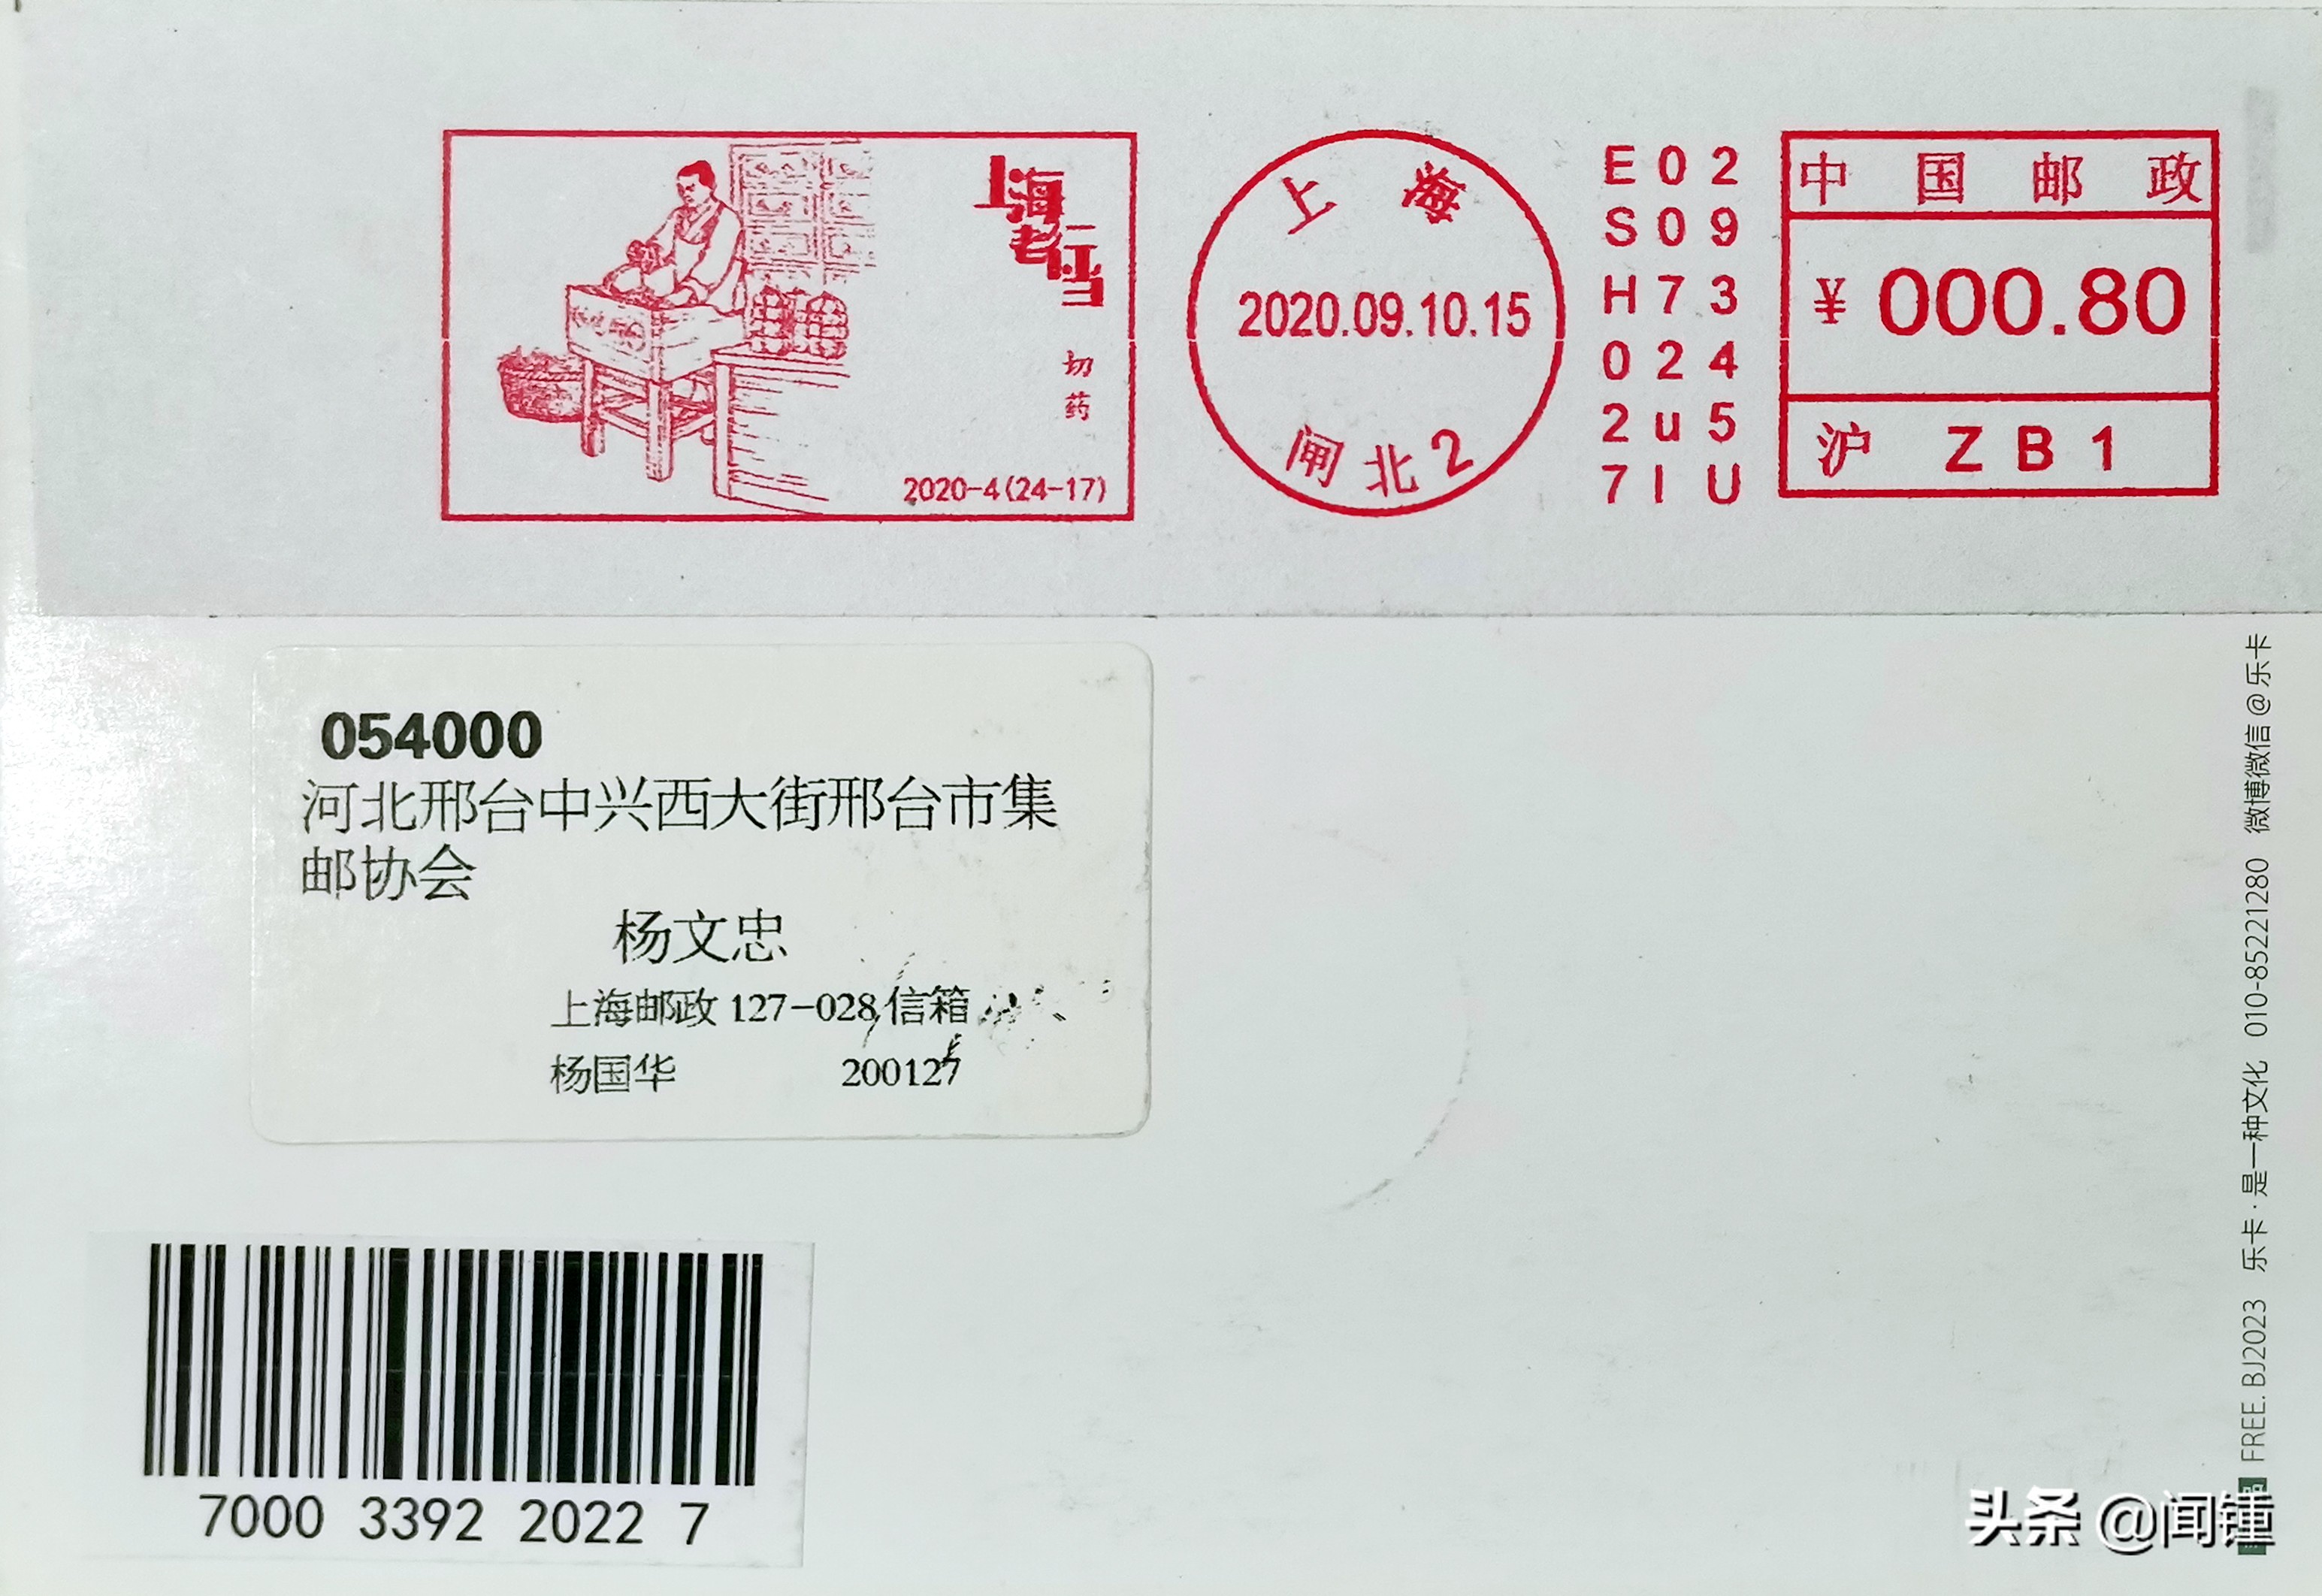 上海老行当
切药
2020-4(24-17)
上海
2020.09.10.15
闸北2
E02
S09
H73
024
2u5
7IU
中国邮政
¥000.80
沪 ZB1
054000
河北邢台中兴西大街邢台市集
邮协会
杨文忠
上海邮政 127-028 信箱
杨国华 200127
7000 3392 2022 7
FREE. BJ2023 乐卡·是一种文化 010-85221280 微博微信@乐卡
头条 @闻锺